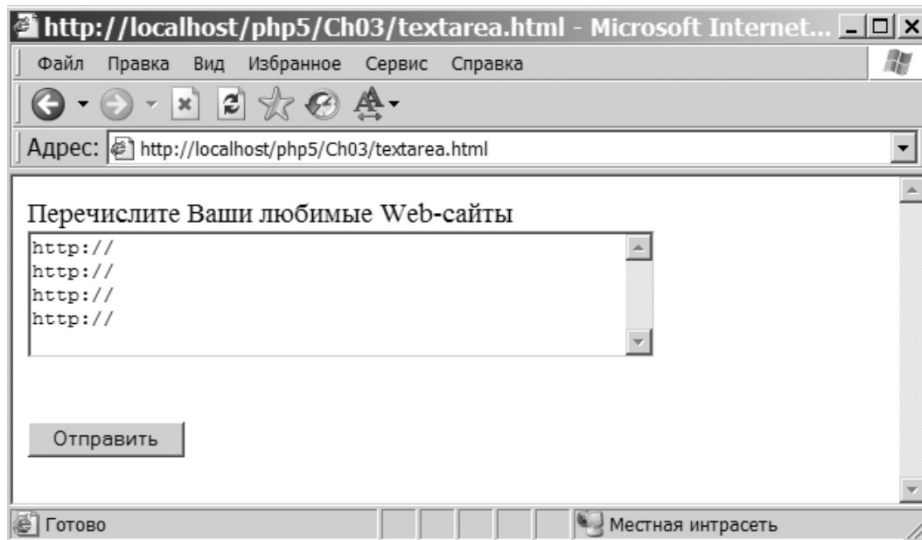 http://localhost/php5/Ch03/textarea.html - Microsoft Internet...
Файл Правка Вид Избранное Сервис Справка
Адрес: http://localhost/php5/Ch03/textarea.html
Перечислите Ваши любимые Web-сайты
http://
http://
http://
http://
Отправить
Готово Местная интрасеть